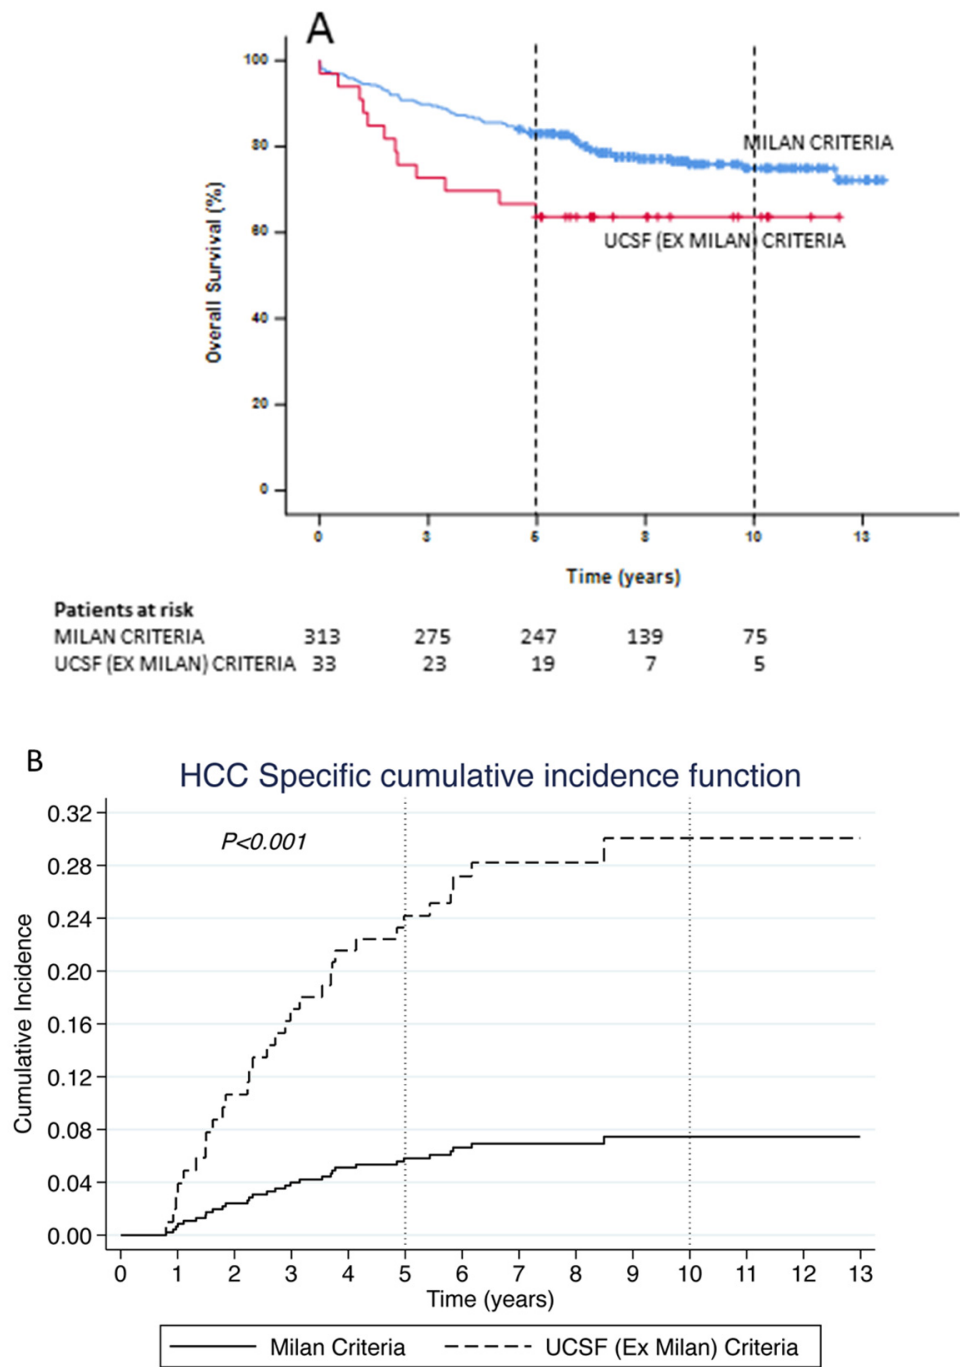 A
100
80
60
40
20
0
Overall Survival (%)
MILAN CRITERIA
UCSF (EX MILAN) CRITERIA
0 3 5 8 10 13
Time (years)
Patients at risk
MILAN CRITERIA 313 275 247 139 75
UCSF (EX MILAN) CRITERIA 33 23 19 7 5
B
HCC Specific cumulative incidence function
P<0.001
0.32
0.28
0.24
0.20
0.16
0.12
0.08
0.04
0.00
Cumulative Incidence
0 1 2 3 4 5 6 7 8 9 10 11 12 13
Time (years)
Milan Criteria UCSF (Ex Milan) Criteria